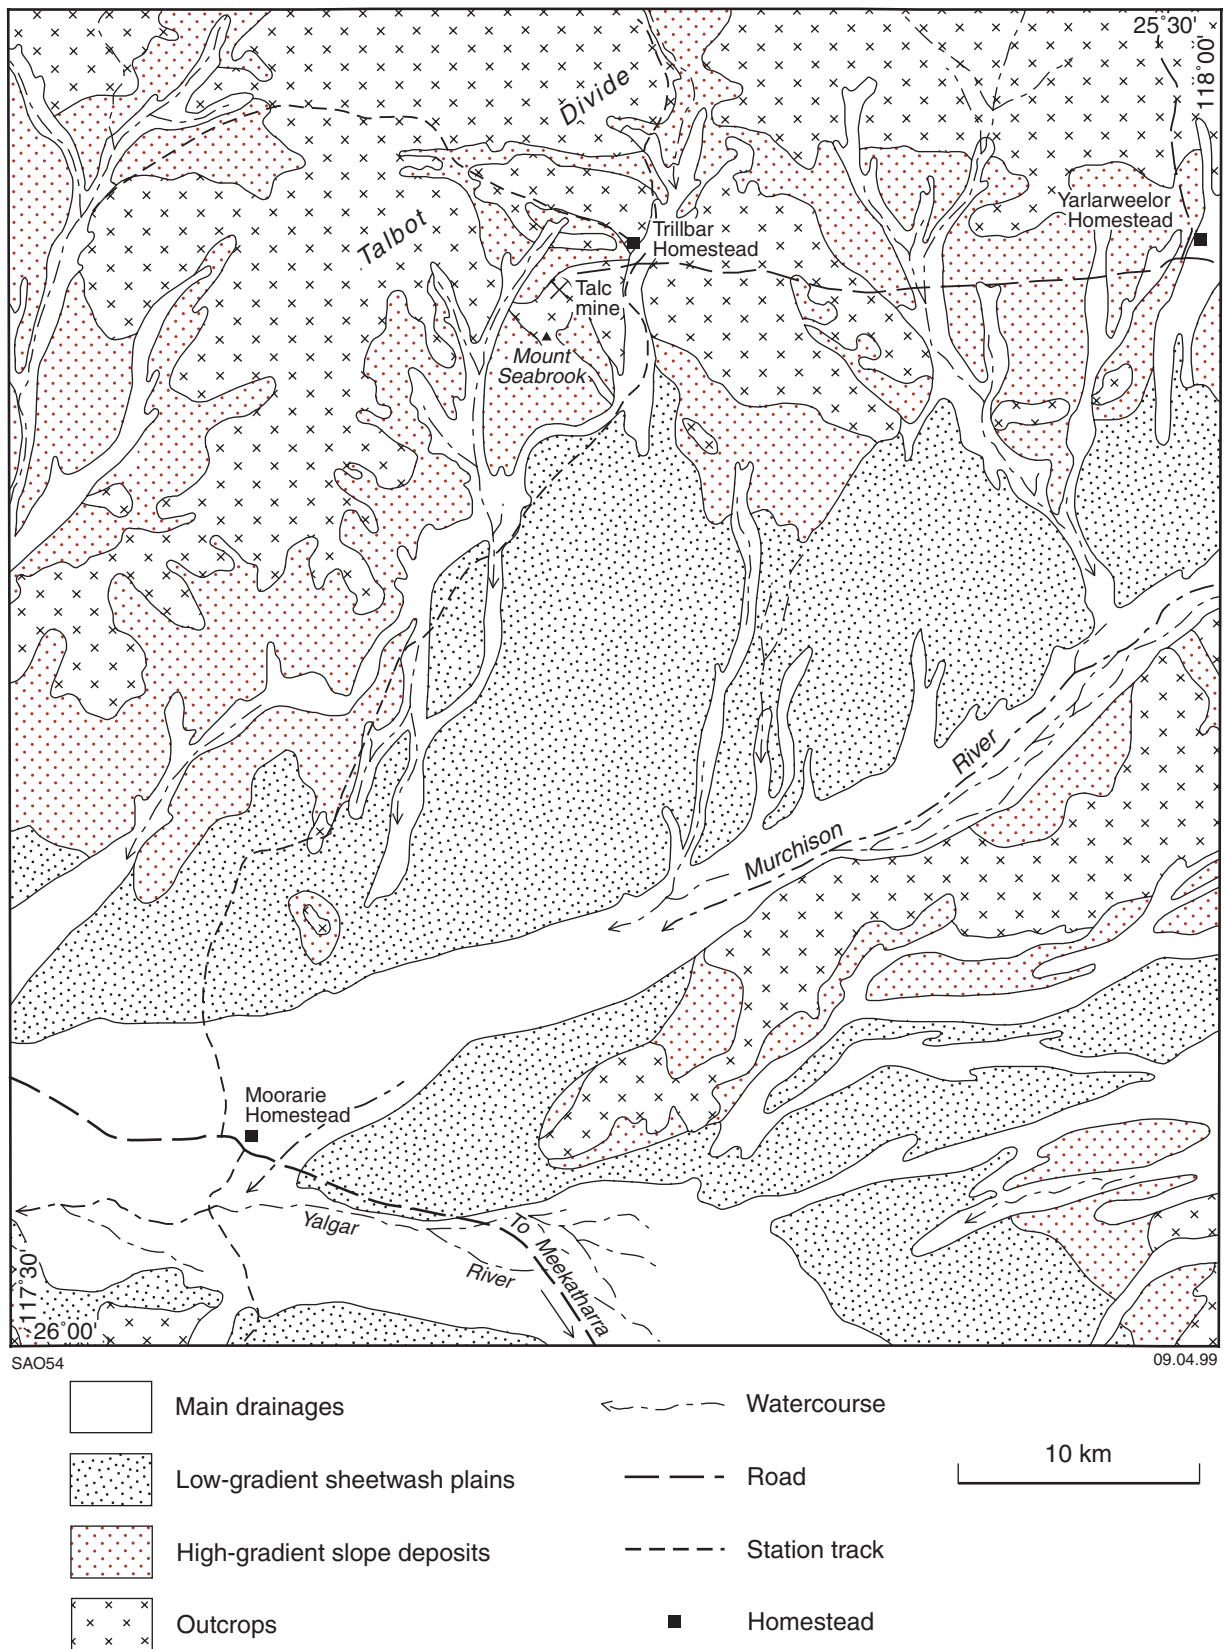 25°30'
118°00'
Divide
Talbot
Yarlarweelor
Homestead
Trillbar
Homestead
Talc
mine
Mount
Seabrook
River
Murchison
Moorarie
Homestead
Yalgar
River
To Meekatharra
117°30'
26°00'
SAO54
09.04.99
Main drainages
Low-gradient sheetwash plains
High-gradient slope deposits
Outcrops
Watercourse
Road
Station track
Homestead
10 km